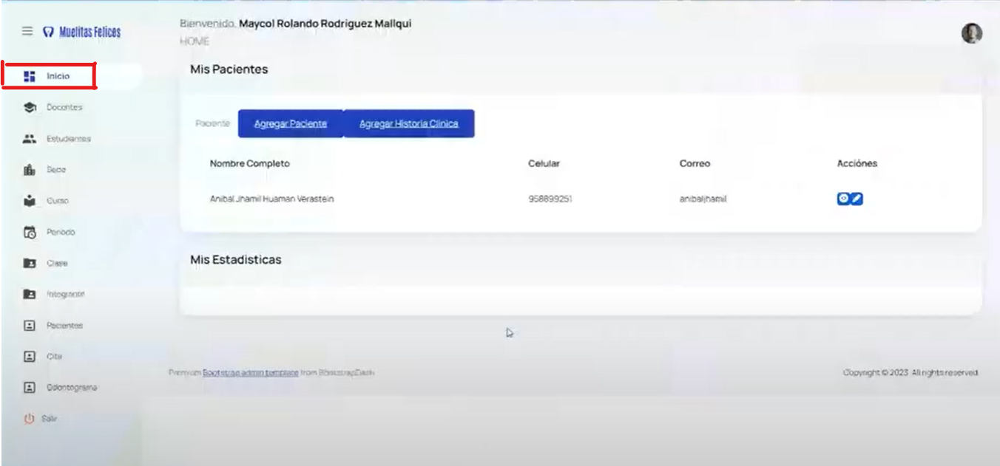 Muelitas Felices
Bienvenido, Maycol Rolando Rodriguez Mallqui
HOME
Inicio
Docentes
Estudiantes
Sede
Curso
Periodo
Clase
Integrante
Pacientes
Cita
Odontograma
Salir
Mis Pacientes
Paciente Agregar Paciente Agregar Historia Clinica
Nombre Completo Celular Correo Acciónes
Anibal Jhamil Huaman Verastein 958899251 anibaljhamil
Mis Estadisticas
Premium Bootstrap admin template from BootstrapDash
Copyright © 2023. All rights reserved.